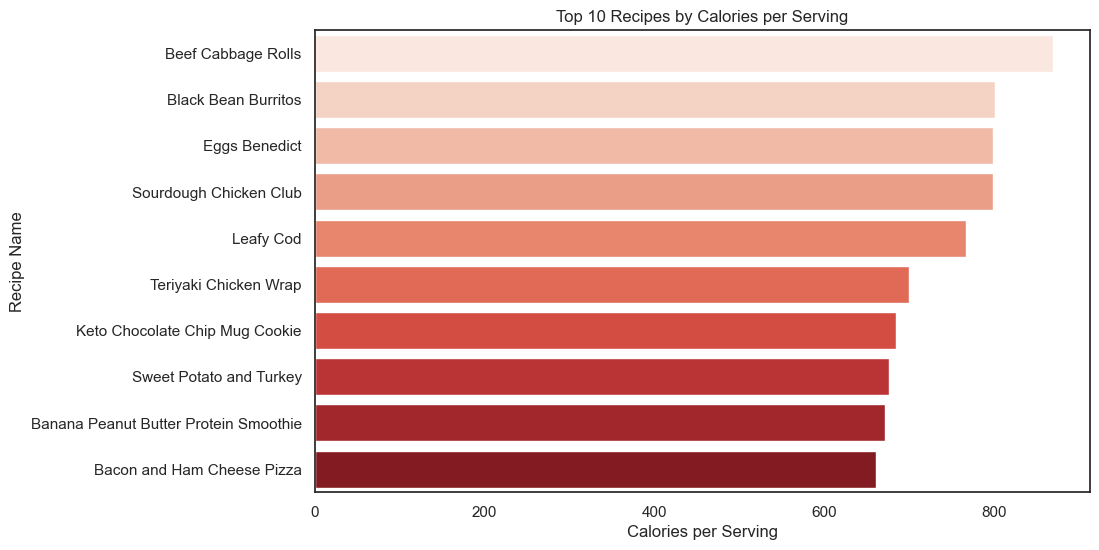 Top 10 Recipes by Calories per Serving
Recipe Name
Beef Cabbage Rolls
Black Bean Burritos
Eggs Benedict
Sourdough Chicken Club
Leafy Cod
Teriyaki Chicken Wrap
Keto Chocolate Chip Mug Cookie
Sweet Potato and Turkey
Banana Peanut Butter Protein Smoothie
Bacon and Ham Cheese Pizza
0 200 400 600 800
Calories per Serving